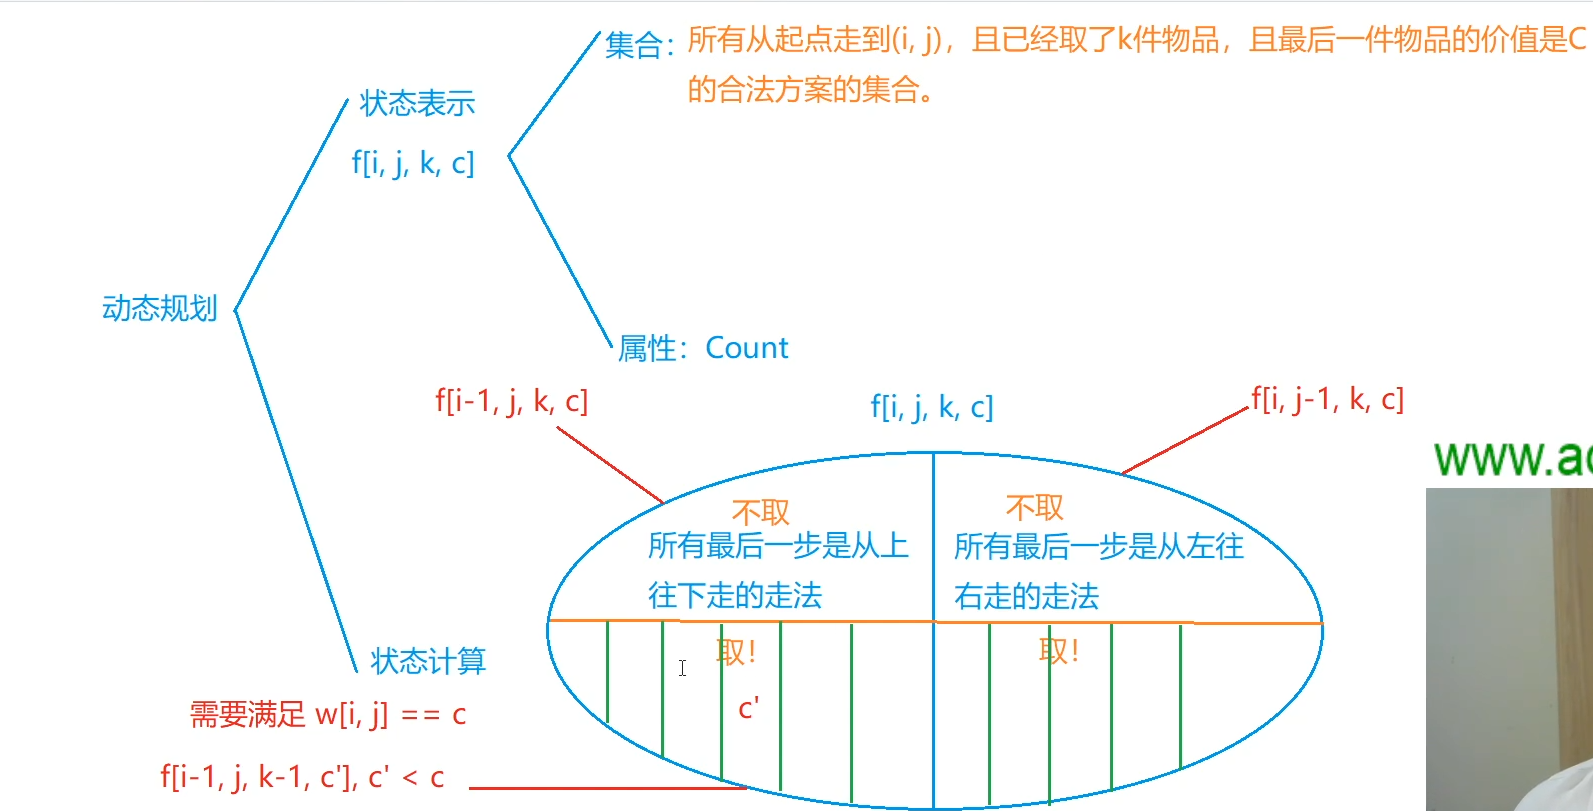 集合：所有从起点走到(i, j)，且已经取了k件物品，且最后一件物品的价值是C
的合法方案的集合。
状态表示
f[i, j, k, c]
动态规划
属性：Count
f[i-1, j, k, c]
f[i, j, k, c]
f[i, j-1, k, c]
www.ac
不取
不取
所有最后一步是从上
往下走的走法
所有最后一步是从左往
右走的走法
取！
取！
c'
状态计算
需要满足 w[i, j] == c
f[i-1, j, k-1, c'], c' < c